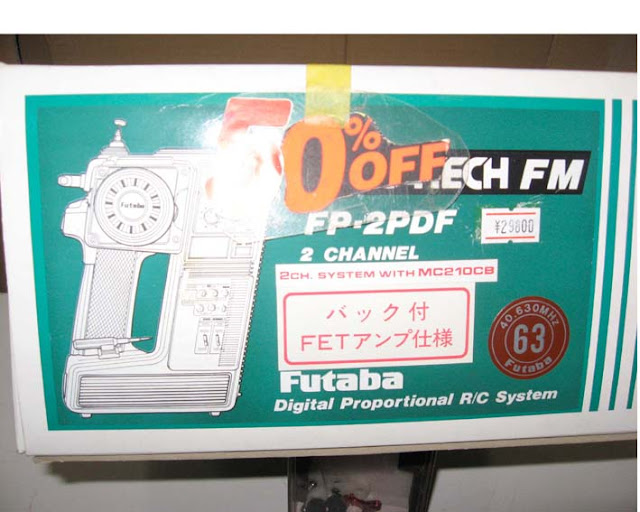 50% OFF
TECH FM
FP-2PDF
¥29800
2 CHANNEL
2CH. SYSTEM WITH MC210CB
バック付
FETアンプ仕様
40.630MHz
63
Futaba
Futaba
Futaba
Digital Proportional R/C System